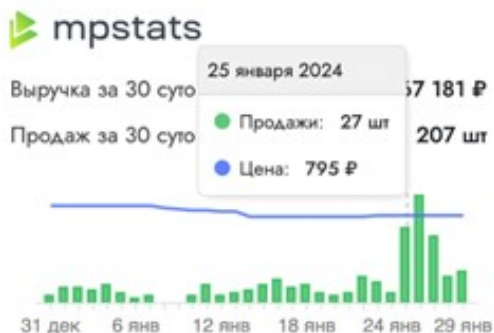 mpstats
25 января 2024
Выручка за 30 суто
67 181 ₽
Продажи: 27 шт
Продаж за 30 суто
207 шт
Цена: 795 ₽
31 дек 6 янв 12 янв 18 янв 24 янв 29 янв